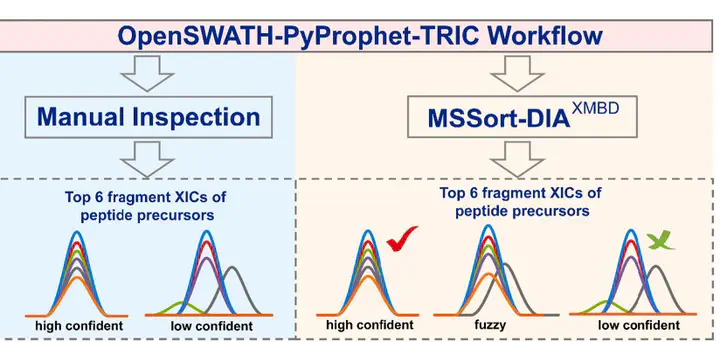 OpenSWATH-PyProphet-TRIC Workflow
Manual Inspection
MSSort-DIA XMBD
Top 6 fragment XICs of
peptide precursors
high confident
low confident
Top 6 fragment XICs of
peptide precursors
high confident
fuzzy
low confident